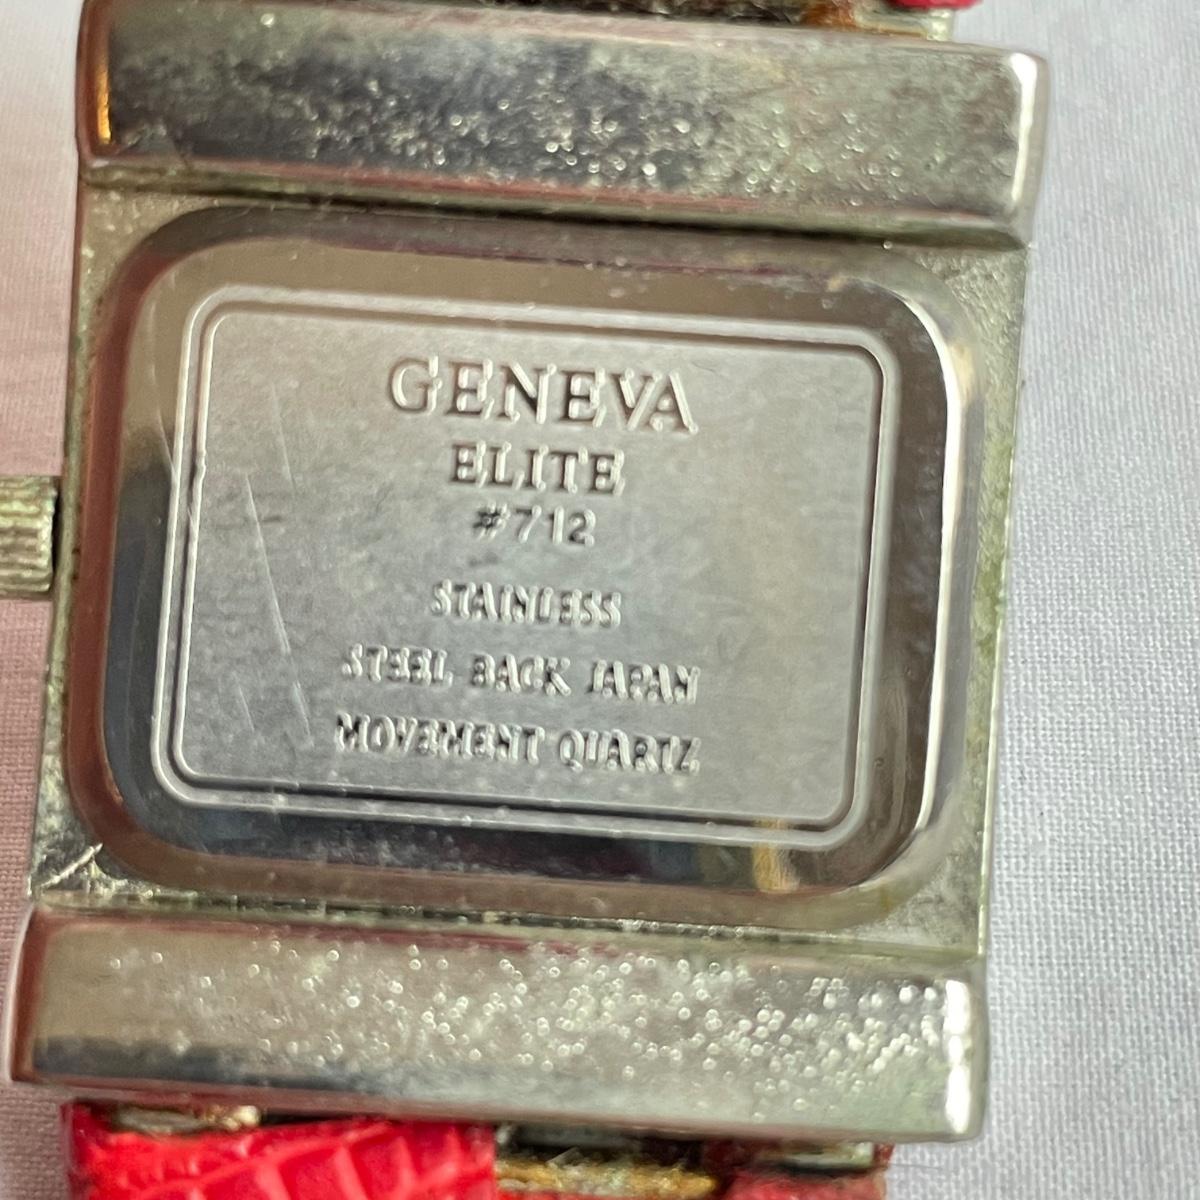 GENEVA
ELITE
#712
STAINLESS
STEEL BACK JAPAN
MOVEMENT QUARTZ